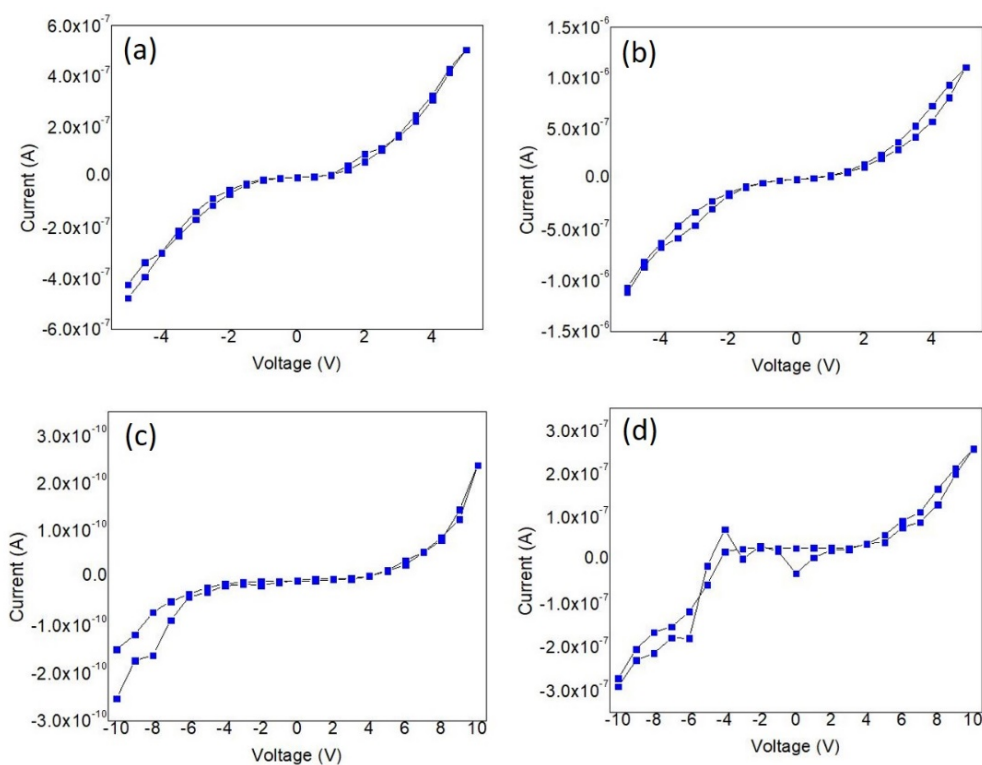 (a)
6.0x10-7
4.0x10-7
2.0x10-7
0.0
-2.0x10-7
-4.0x10-7
-6.0x10-7
Current (A)
-4 -2 0 2 4
Voltage (V)
(b)
1.5x10-6
1.0x10-6
5.0x10-7
0.0
-5.0x10-7
-1.0x10-6
-1.5x10-6
Current (A)
-4 -2 0 2 4
Voltage (V)
(c)
3.0x10-10
2.0x10-10
1.0x10-10
0.0
-1.0x10-10
-2.0x10-10
-3.0x10-10
Current (A)
-10 -8 -6 -4 -2 0 2 4 6 8 10
Voltage (V)
(d)
3.0x10-7
2.0x10-7
1.0x10-7
0.0
-1.0x10-7
-2.0x10-7
-3.0x10-7
Current (A)
-10 -8 -6 -4 -2 0 2 4 6 8 10
Voltage (V)